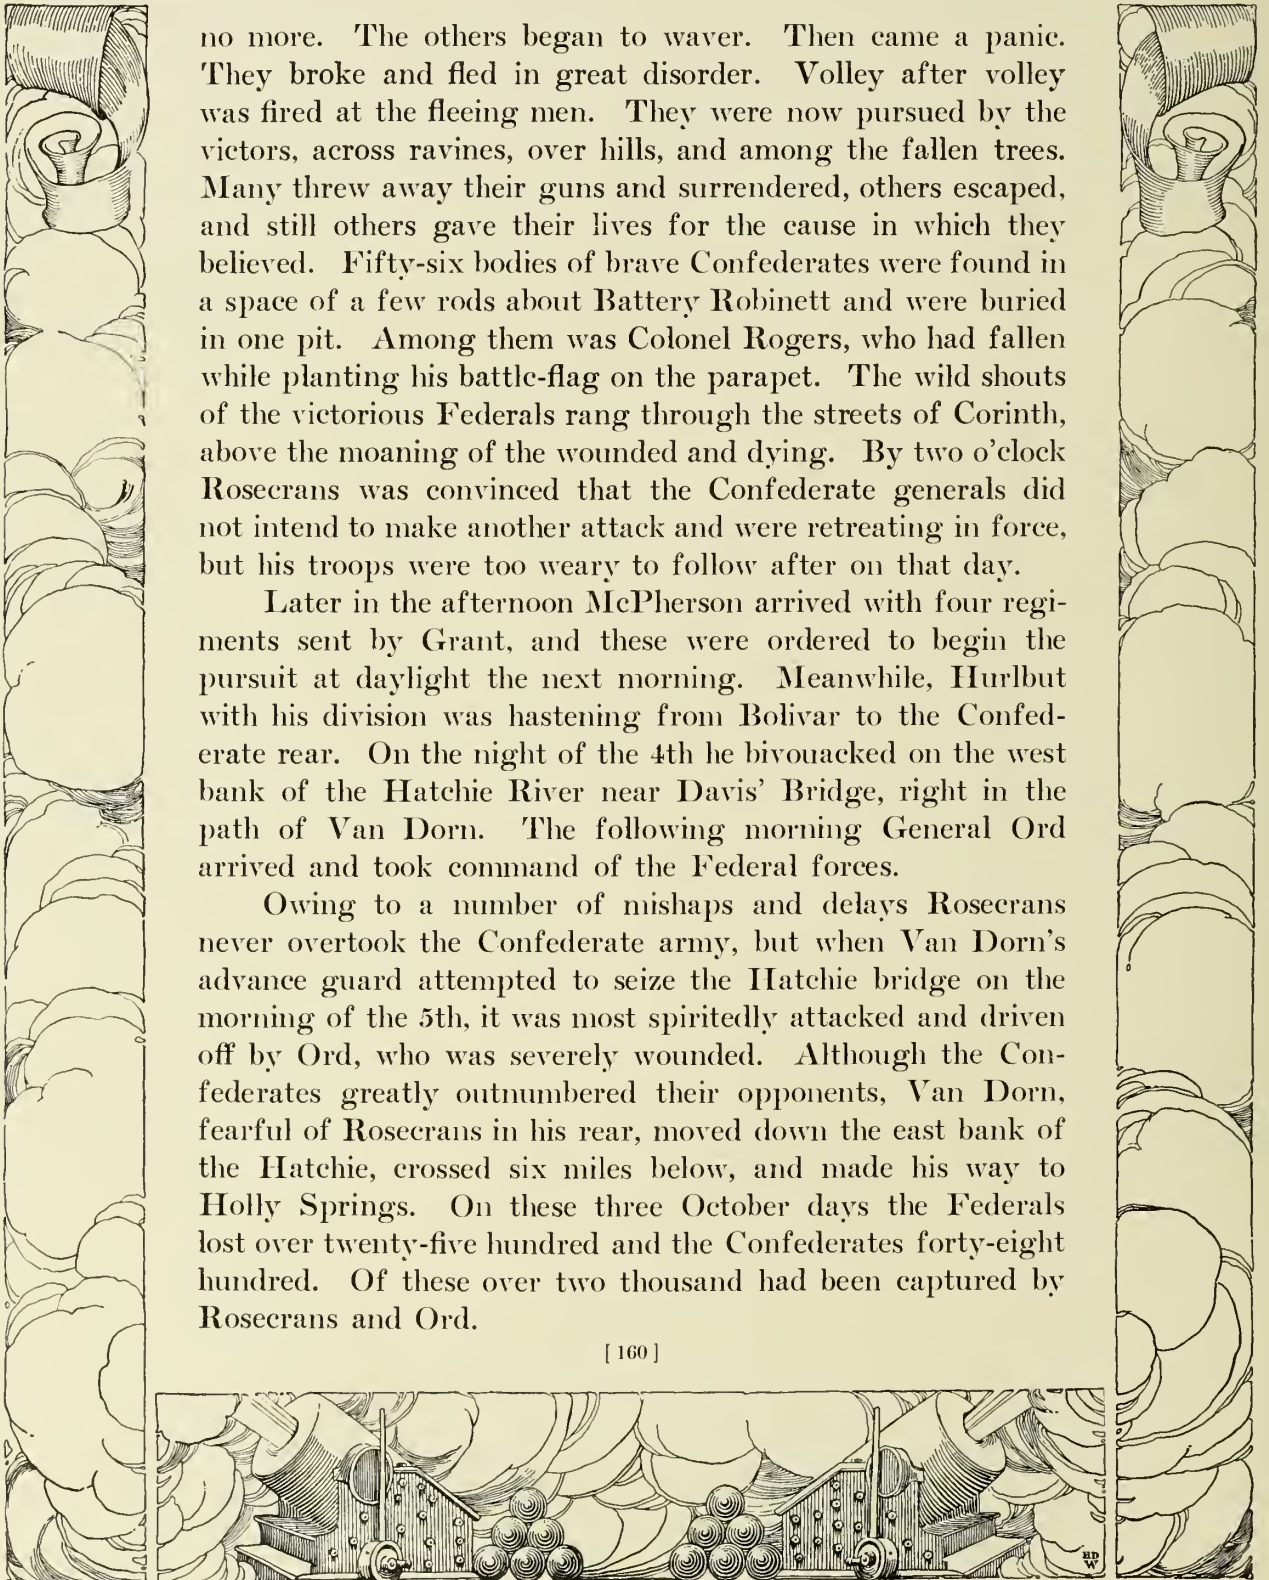 no more. The others began to waver. Then came a panic.
They broke and fled in great disorder. Volley after volley
was fired at the fleeing men. They were now pursued by the
victors, across ravines, over hills, and among the fallen trees.
Many threw away their guns and surrendered, others escaped,
and still others gave their lives for the cause in which they
believed. Fifty-six bodies of brave Confederates were found in
a space of a few rods about Battery Robinett and were buried
in one pit. Among them was Colonel Rogers, who had fallen
while planting his battle-flag on the parapet. The wild shouts
of the victorious Federals rang through the streets of Corinth,
above the moaning of the wounded and dying. By two o'clock
Rosecrans was convinced that the Confederate generals did
not intend to make another attack and were retreating in force,
but his troops were too weary to follow after on that day.
Later in the afternoon McPherson arrived with four regi-
ments sent by Grant, and these were ordered to begin the
pursuit at daylight the next morning. Meanwhile, Hurlbut
with his division was hastening from Bolivar to the Confed-
erate rear. On the night of the 4th he bivouacked on the west
bank of the Hatchie River near Davis' Bridge, right in the
path of Van Dorn. The following morning General Ord
arrived and took command of the Federal forces.
Owing to a number of mishaps and delays Rosecrans
never overtook the Confederate army, but when Van Dorn's
advance guard attempted to seize the Hatchie bridge on the
morning of the 5th, it was most spiritedly attacked and driven
off by Ord, who was severely wounded. Although the Con-
federates greatly outnumbered their opponents, Van Dorn,
fearful of Rosecrans in his rear, moved down the east bank of
the Hatchie, crossed six miles below, and made his way to
Holly Springs. On these three October days the Federals
lost over twenty-five hundred and the Confederates forty-eight
hundred. Of these over two thousand had been captured by
Rosecrans and Ord.
[ 160 ]
HD
W